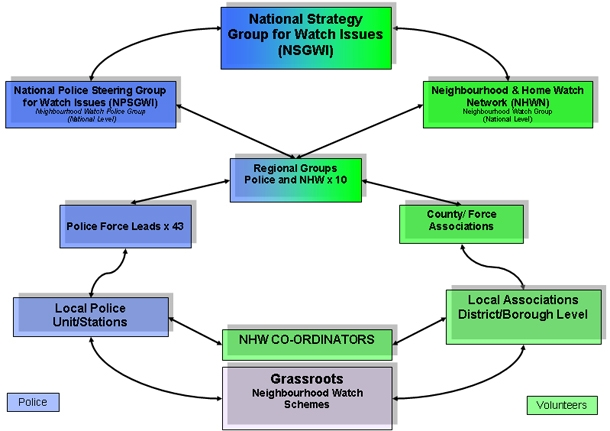 National Strategy
Group for Watch Issues
(NSGWI)
National Police Steering Group
for Watch Issues (NPSGWI)
Neighbourhood Watch Police Group
(National Level)
Neighbourhood & Home Watch
Network (NHWN)
Neighbourhood Watch Group
(National Level)
Regional Groups
Police and NHW x 10
Police Force Leads x 43
County/ Force
Associations
Local Police
Unit/Stations
Local Associations
District/Borough Level
NHW CO-ORDINATORS
Grassroots
Neighbourhood Watch
Schemes
Police
Volunteers